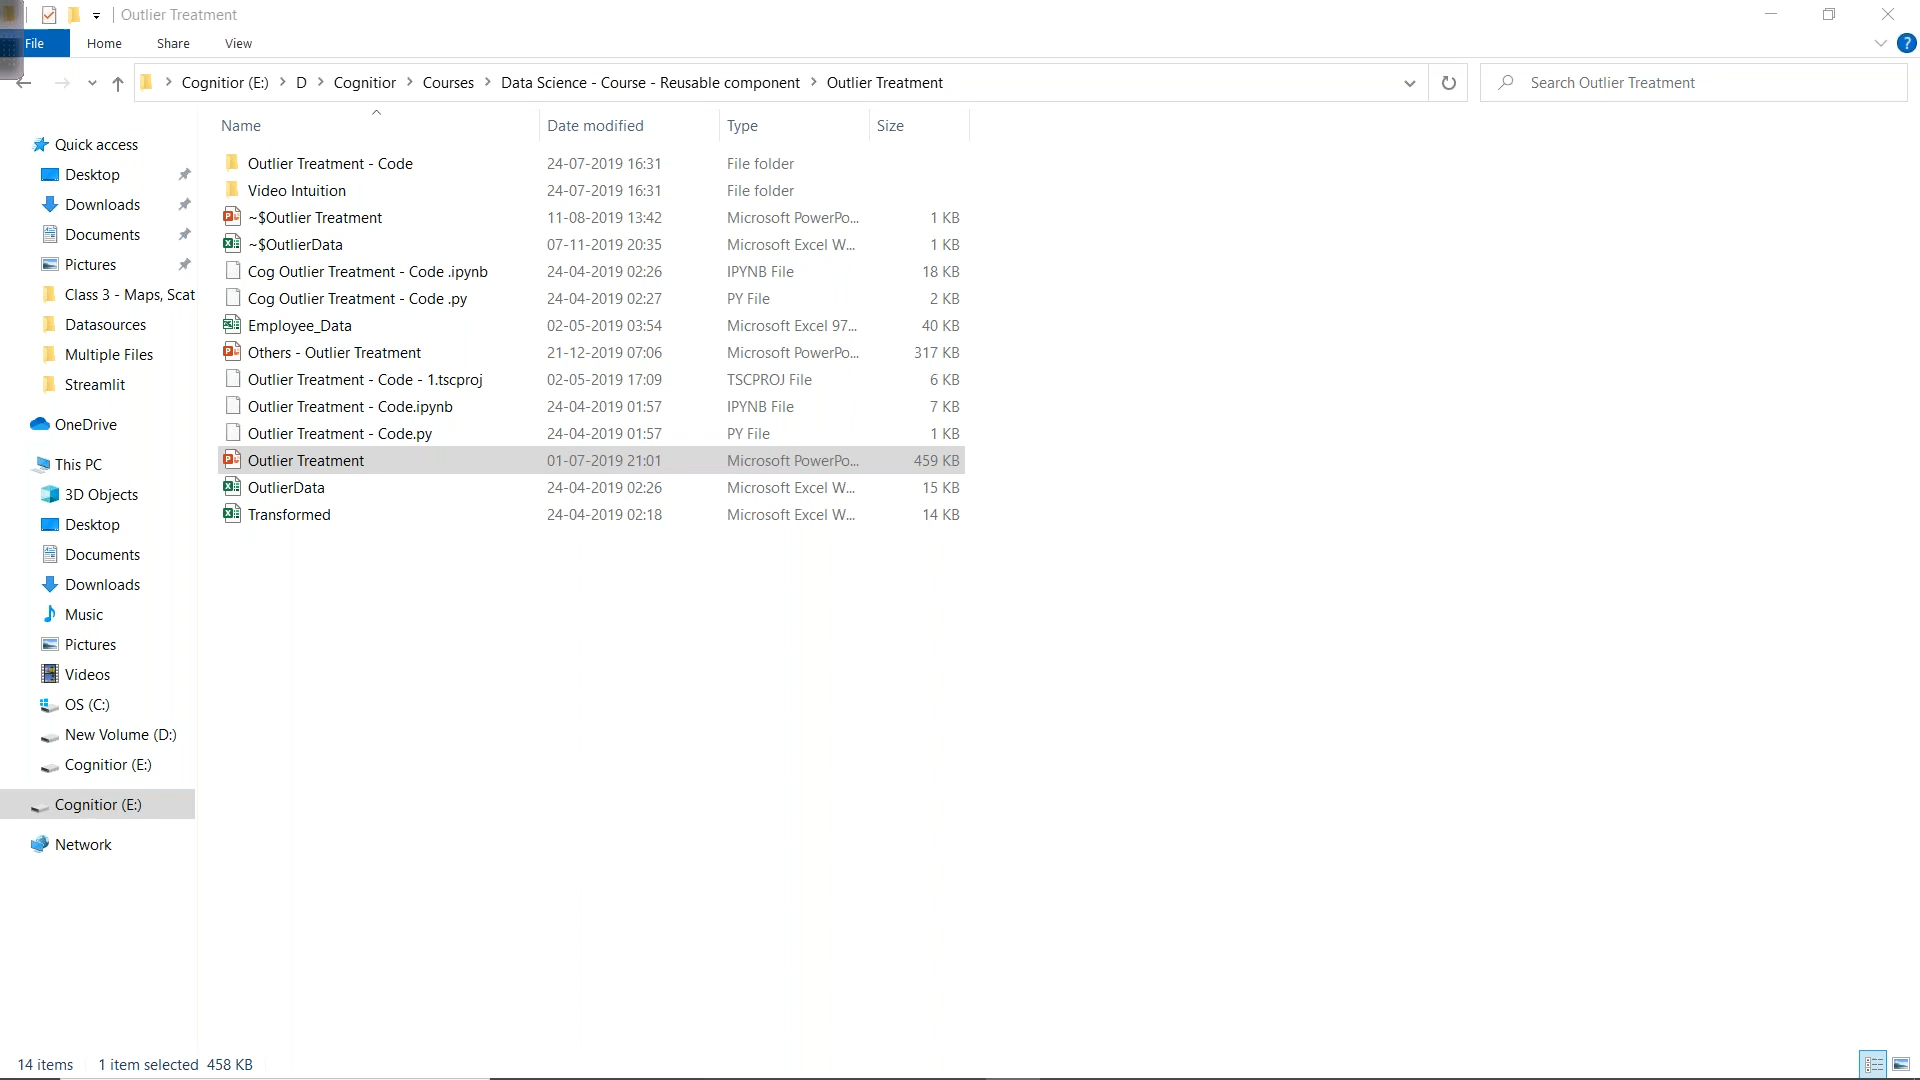 Outlier Treatment
File Home Share View
Cognitior (E:) D Cognitior Courses Data Science - Course - Reusable component Outlier Treatment Search Outlier Treatment
Name Date modified Type Size
Quick access
Desktop
Downloads
Documents
Pictures
Class 3 - Maps, Scat
Datasources
Multiple Files
Streamlit
OneDrive
This PC
3D Objects
Desktop
Documents
Downloads
Music
Pictures
Videos
OS (C:)
New Volume (D:)
Cognitior (E:)
Cognitior (E:)
Network
Outlier Treatment - Code 24-07-2019 16:31 File folder
Video Intuition 24-07-2019 16:31 File folder
~$Outlier Treatment 11-08-2019 13:42 Microsoft PowerPo... 1 KB
~$OutlierData 07-11-2019 20:35 Microsoft Excel W... 1 KB
Cog Outlier Treatment - Code .ipynb 24-04-2019 02:26 IPYNB File 18 KB
Cog Outlier Treatment - Code .py 24-04-2019 02:27 PY File 2 KB
Employee_Data 02-05-2019 03:54 Microsoft Excel 97... 40 KB
Others - Outlier Treatment 21-12-2019 07:06 Microsoft PowerPo... 317 KB
Outlier Treatment - Code - 1.tscproj 02-05-2019 17:09 TSCPROJ File 6 KB
Outlier Treatment - Code.ipynb 24-04-2019 01:57 IPYNB File 7 KB
Outlier Treatment - Code.py 24-04-2019 01:57 PY File 1 KB
Outlier Treatment 01-07-2019 21:01 Microsoft PowerPo... 459 KB
OutlierData 24-04-2019 02:26 Microsoft Excel W... 15 KB
Transformed 24-04-2019 02:18 Microsoft Excel W... 14 KB
14 items 1 item selected 458 KB